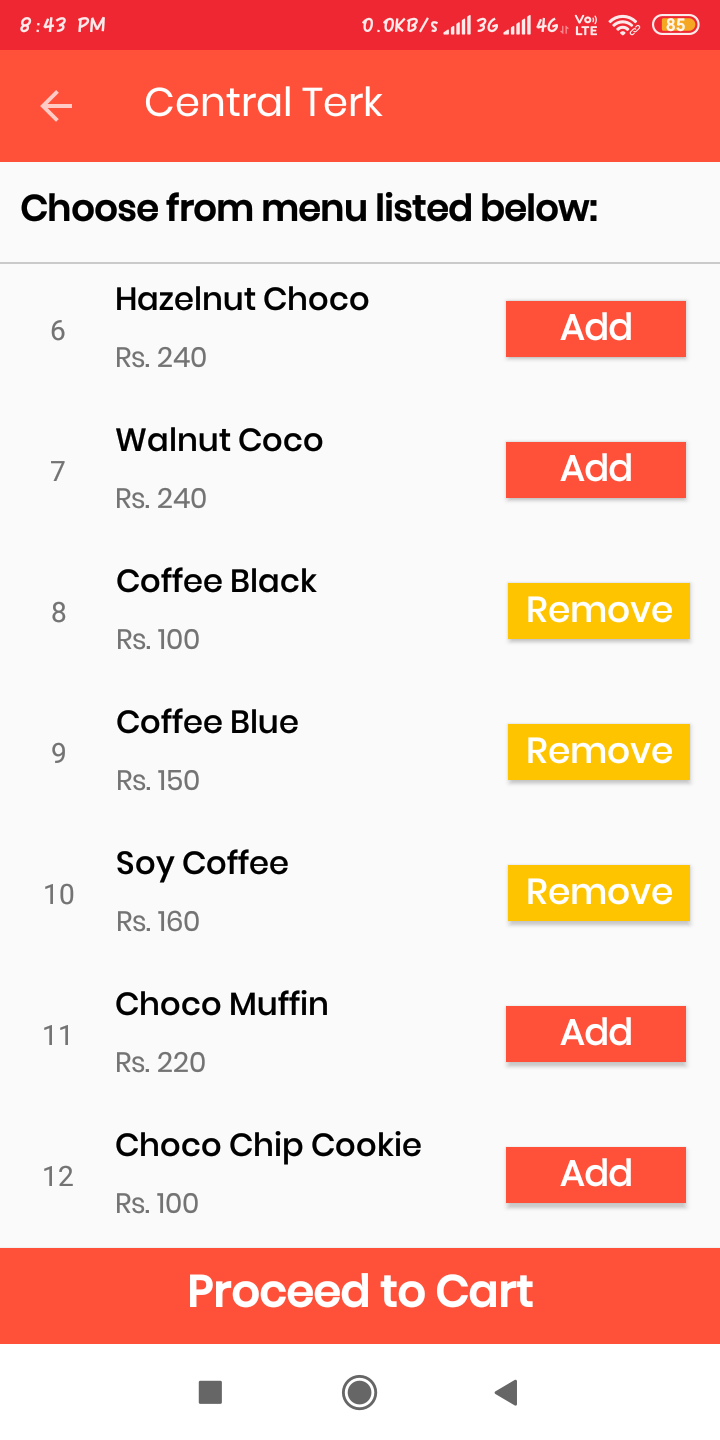 8:43 PM 0.0KB/s 3G 4G Vo) LTE 85
Central Terk
Choose from menu listed below:
Hazelnut Choco
6 Add
Rs. 240
Walnut Coco
7 Add
Rs. 240
Coffee Black
8 Remove
Rs. 100
Coffee Blue
9 Remove
Rs. 150
Soy Coffee
10 Remove
Rs. 160
Choco Muffin
11 Add
Rs. 220
Choco Chip Cookie
12 Add
Rs. 100
Proceed to Cart